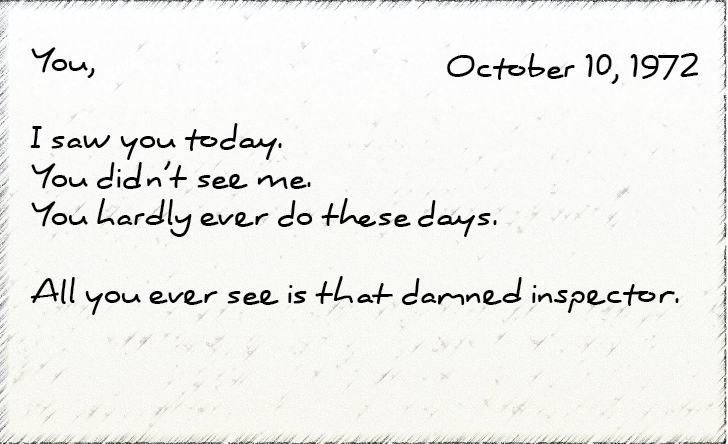 You,
October 10, 1972
I saw you today.
You didn't see me.
You hardly ever do these days.
All you ever see is that damned inspector.